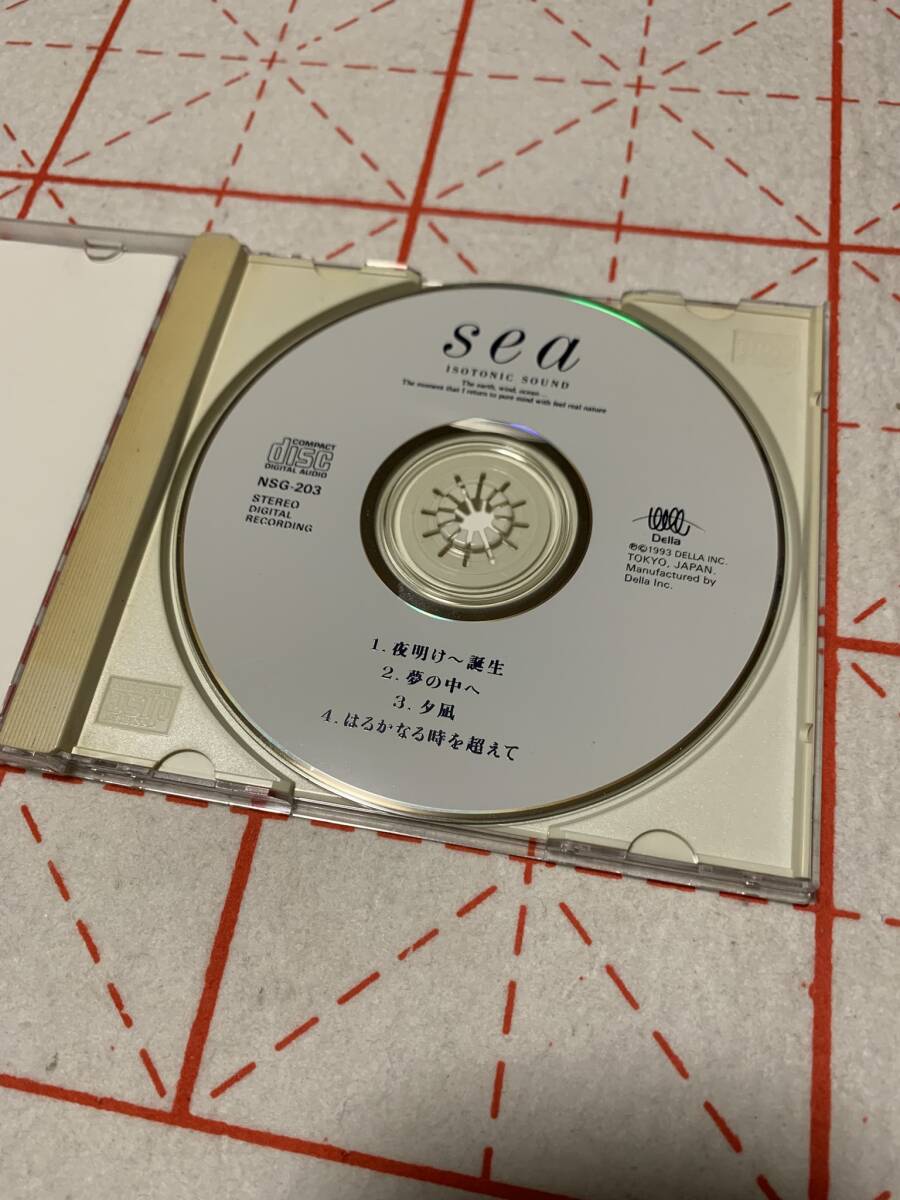 sea
ISOTONIC SOUND
The earth, wind, ocean...
The moment that I return to pure mind with feel real nature
COMPACT
disc
DIGITAL AUDIO
NSG-203
STEREO
DIGITAL
RECORDING
Della
℗©1993 DELLA INC.
TOKYO, JAPAN.
Manufactured by
Della Inc.
1. 夜明け〜誕生
2. 夢の中へ
3. 夕凪
4. はるかなる時を超えて